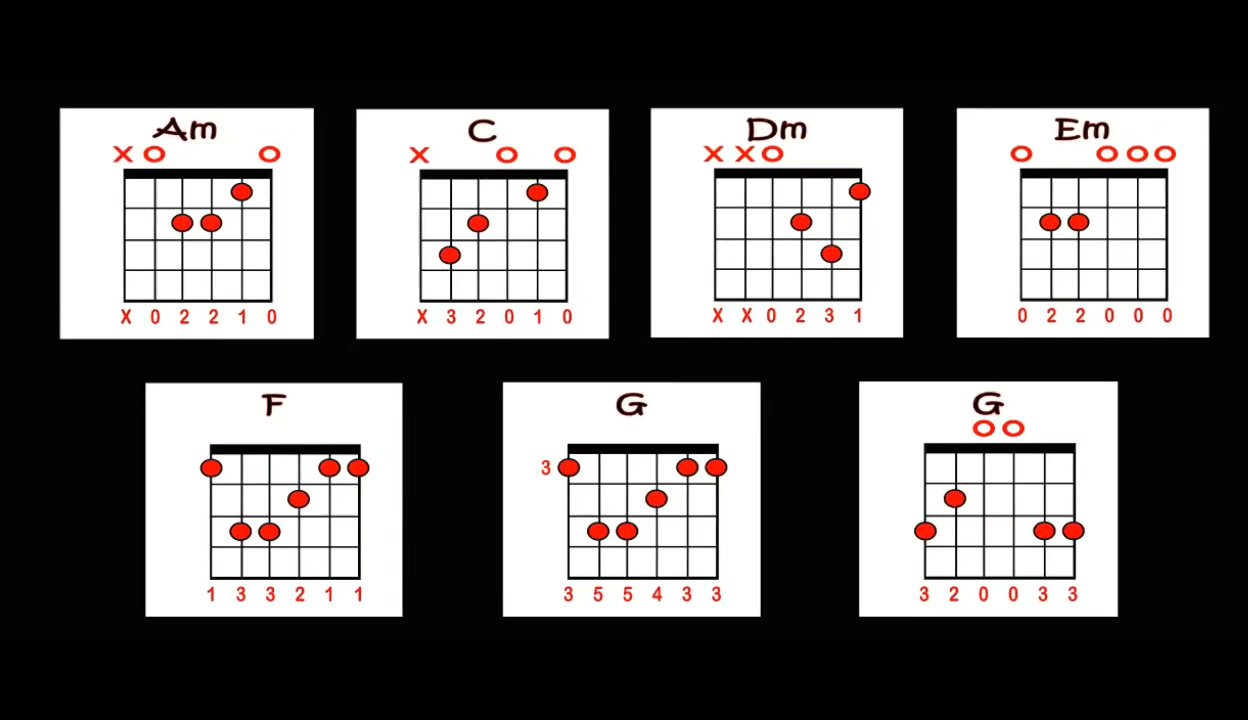 Am
X O O
X 0 2 2 1 0
C
X O O
X 3 2 0 1 0
Dm
X X O
X X 0 2 3 1
Em
O O O O
0 2 2 0 0 0
F
1 3 3 2 1 1
G
3
3 5 5 4 3 3
G
O O
3 2 0 0 3 3